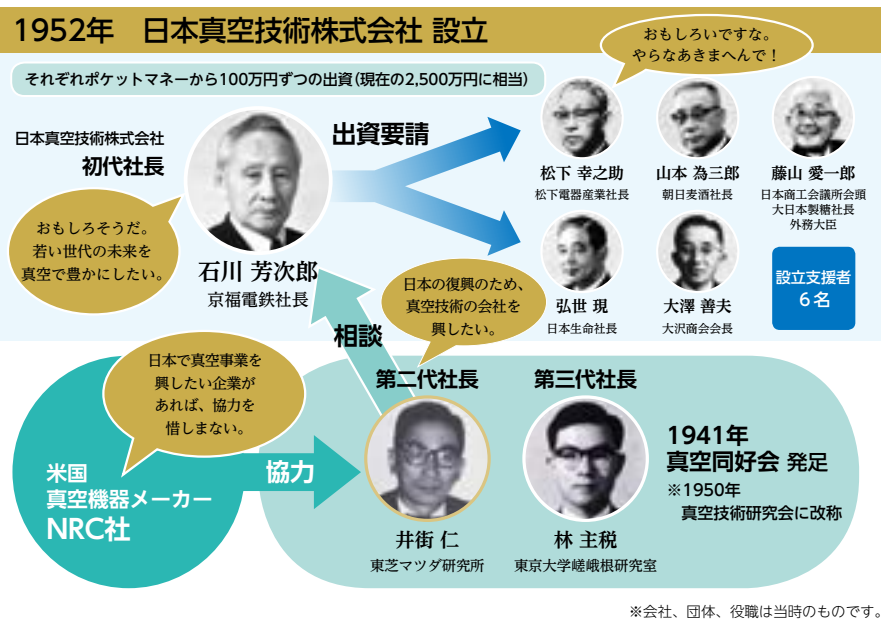 1952年 日本真空技術株式会社 設立
それぞれポケットマネーから100万円ずつの出資(現在の2,500万円に相当)
おもしろいですな。
やらなあきまへんで！
日本真空技術株式会社
初代社長
おもしろそうだ。
若い世代の未来を
真空で豊かにしたい。
石川 芳次郎
京福電鉄社長
出資要請
松下 幸之助
松下電器産業社長
山本 為三郎
朝日麦酒社長
藤山 愛一郎
日本商工会議所会頭
大日本製糖社長
外務大臣
弘世 現
日本生命社長
大澤 善夫
大沢商会会長
設立支援者
6名
日本の復興のため、
真空技術の会社を
興したい。
相談
日本で真空事業を
興したい企業が
あれば、協力を
惜しまない。
米国
真空機器メーカー
NRC社
協力
第二代社長
井街 仁
東芝マツダ研究所
第三代社長
林 主税
東京大学嵯峨根研究室
1941年
真空同好会 発足
※1950年
真空技術研究会に改称
※会社、団体、役職は当時のものです。